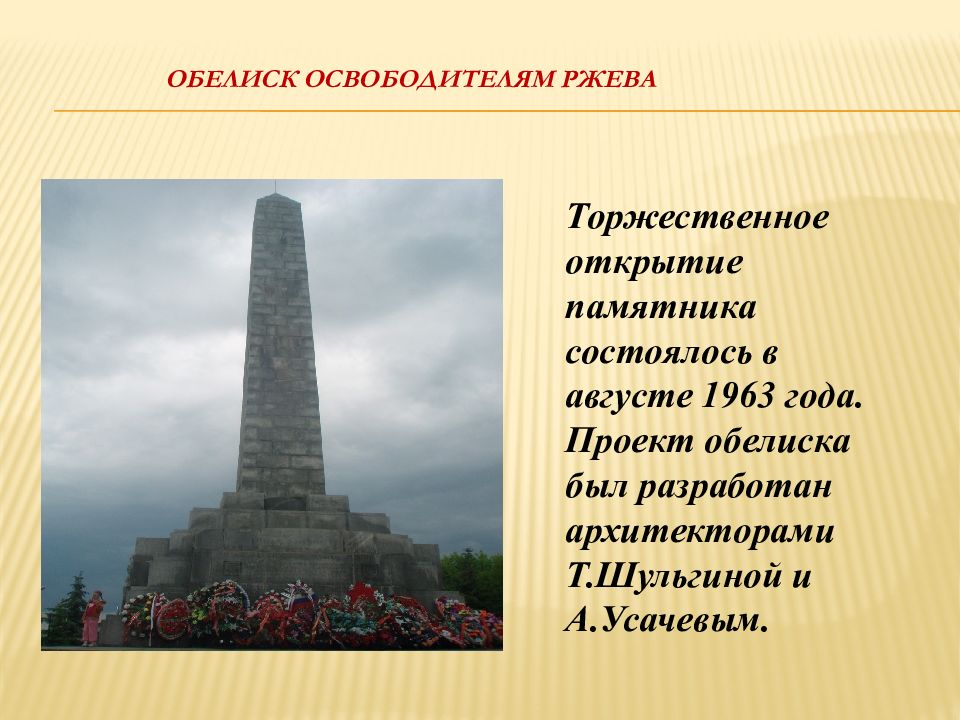 ОБЕЛИСК ОСВОБОДИТЕЛЯМ РЖЕВА
Торжественное
открытие
памятника
состоялось в
августе 1963 года.
Проект обелиска
был разработан
архитекторами
Т.Шульгиной и
А.Усачевым.